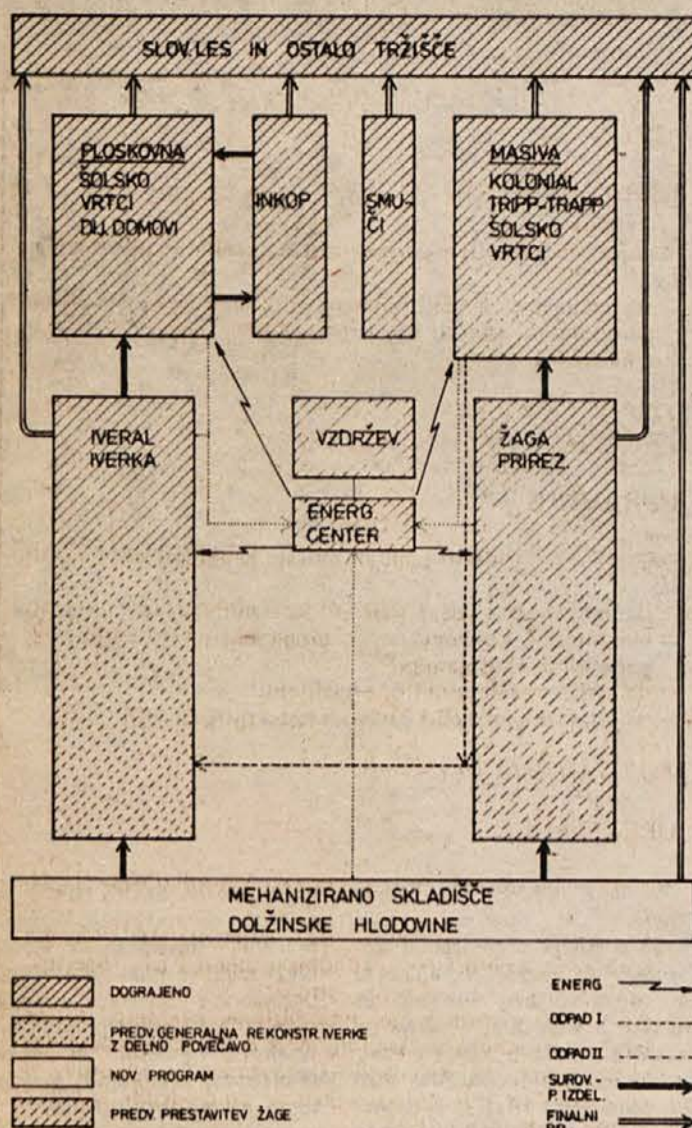 SLOV.LES IN OSTALO TRŽIŠČE
PLOSKOVNA
ŠOLSKO
VRTCI
DIJ. DOMOVI
INKOP
SMU-
ČI
MASIVA
KOLONIAL
TRIPP-TRAPP
ŠOLSKO
VRTCI
IVERAL
IVERKA
VZDRŽEV.
ENERG
CENTER
ŽAGA
PRIREZ.
MEHANIZIRANO SKLADIŠČE
DOLŽINSKE HLODOVINE
DOGRAJENO
PREDV. GENERALNA REKONSTR. IVERKE
Z DELNO POVEČAVO
NOV PROGRAM
PREDV. PRESTAVITEV ŽAGE
ENERG
ODPAD I
ODPAD II
SUROV.-
P. IZDEL.
FINALNI